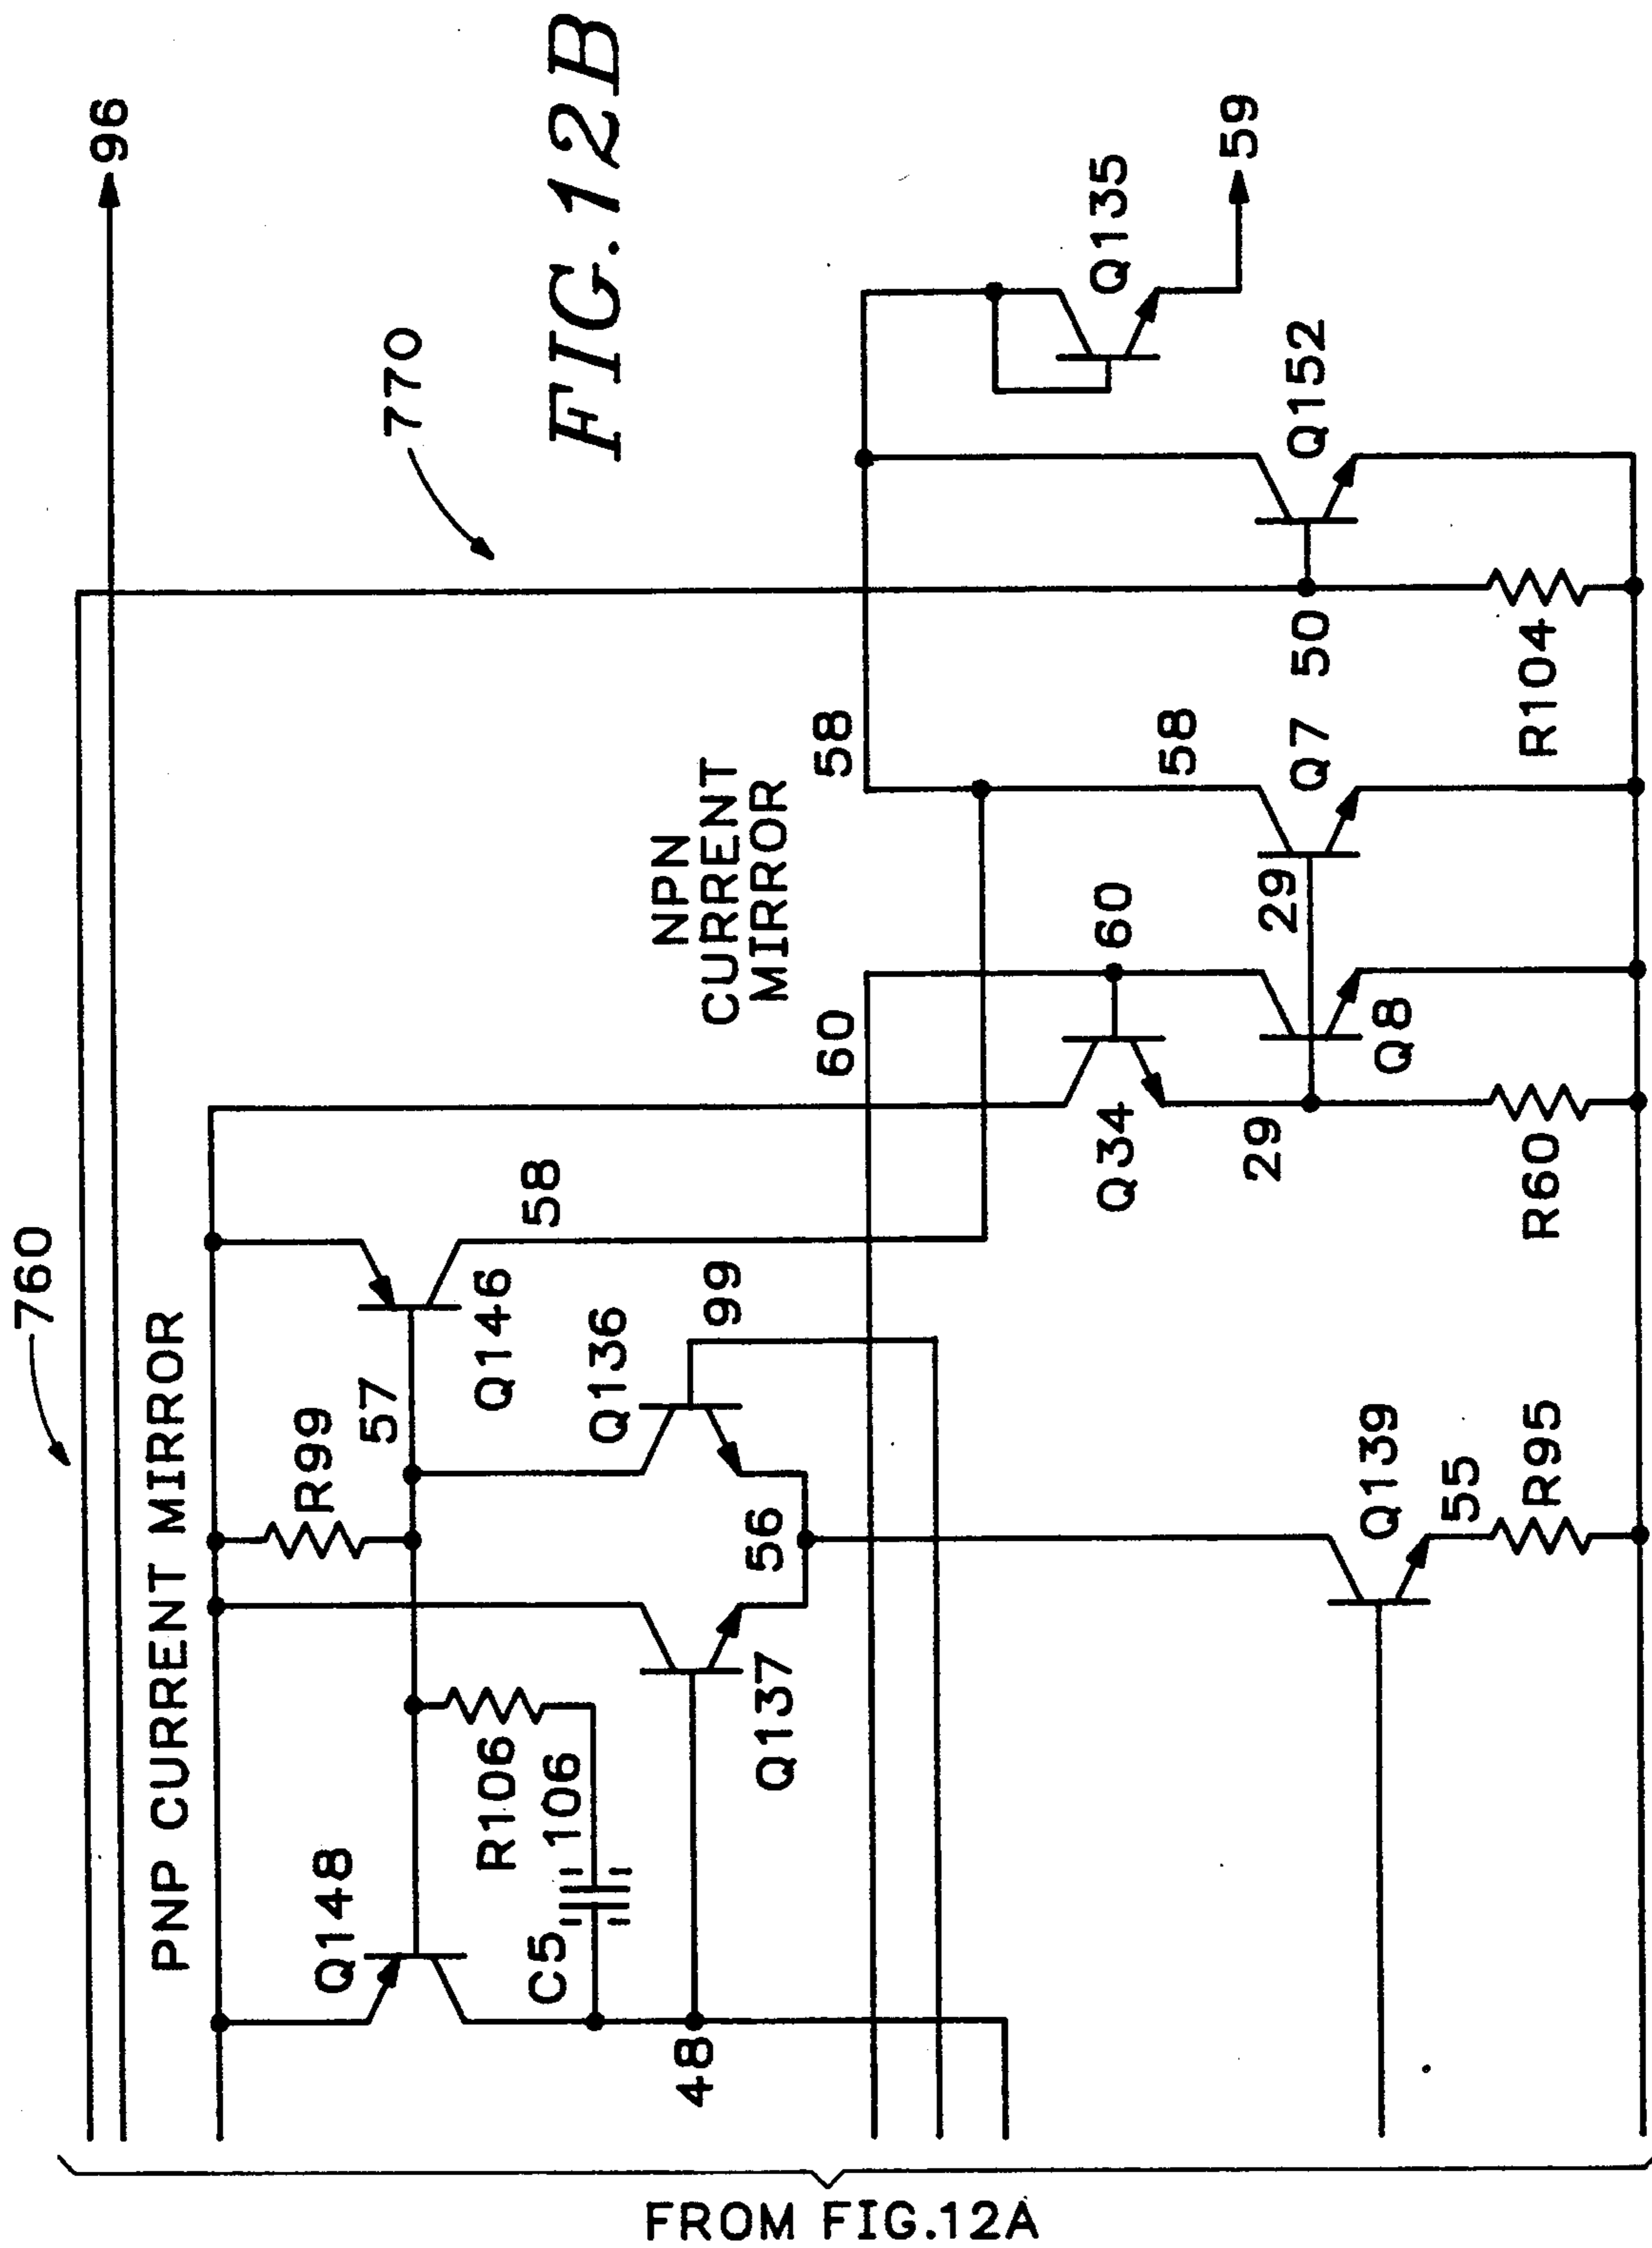 FIG.12B
760
770
96
PNP CURRENT MIRROR
Q148
R99
57
Q146
58
R106
106
C5
Q136
99
48
Q137
56
60
58
NPN
CURRENT
MIRROR
Q135
59
Q34
60
58
29
29
Q7
50
Q152
Q139
55
R95
Q8
R60
R104
FROM FIG.12A